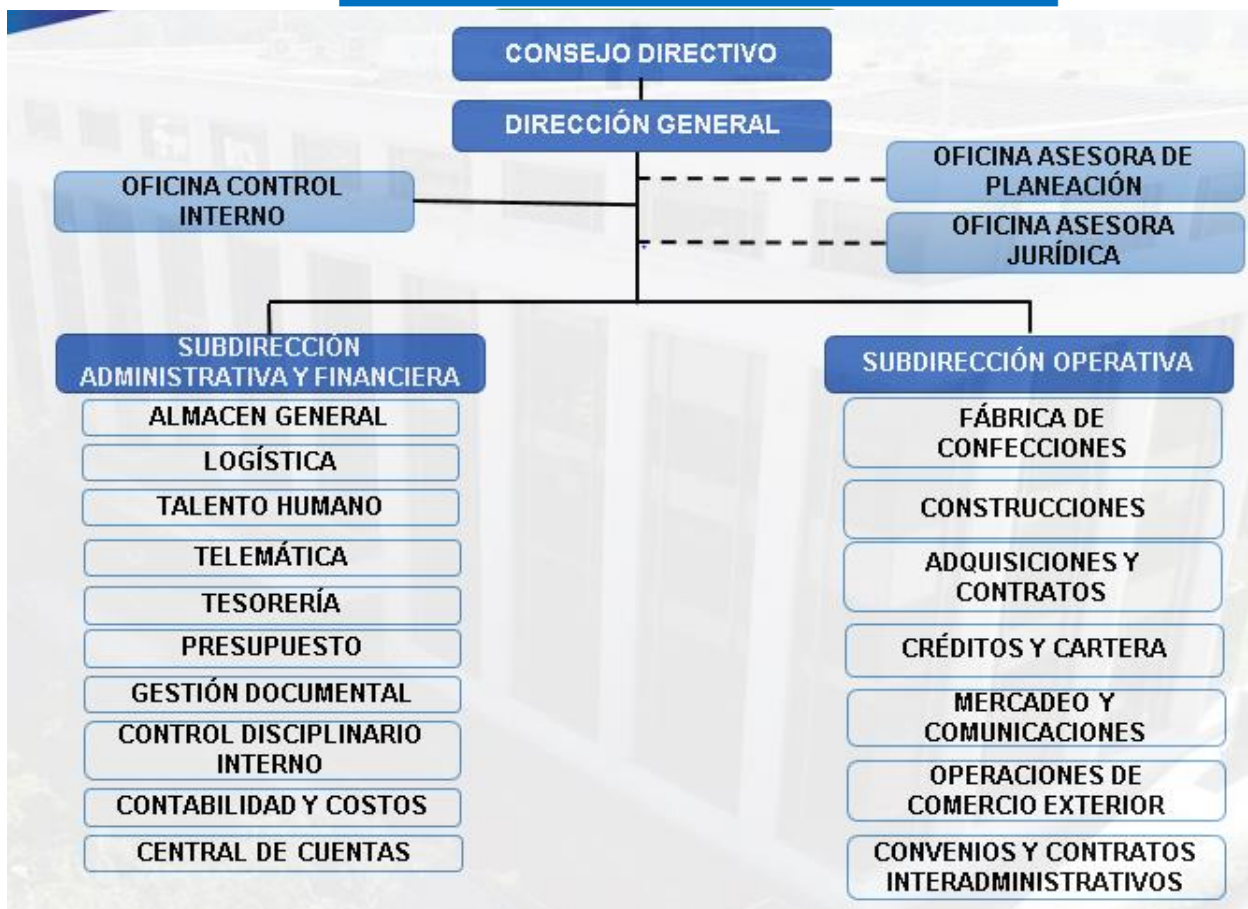 CONSEJO DIRECTIVO
DIRECCIÓN GENERAL
OFICINA CONTROL
INTERNO
OFICINA ASESORA DE
PLANEACIÓN
OFICINA ASESORA
JURÍDICA
SUBDIRECCIÓN
ADMINISTRATIVA Y FINANCIERA
ALMACEN GENERAL
LOGÍSTICA
TALENTO HUMANO
TELEMÁTICA
TESORERÍA
PRESUPUESTO
GESTIÓN DOCUMENTAL
CONTROL DISCIPLINARIO
INTERNO
CONTABILIDAD Y COSTOS
CENTRAL DE CUENTAS
SUBDIRECCIÓN OPERATIVA
FÁBRICA DE
CONFECCIONES
CONSTRUCCIONES
ADQUISICIONES Y
CONTRATOS
CRÉDITOS Y CARTERA
MERCADEO Y
COMUNICACIONES
OPERACIONES DE
COMERCIO EXTERIOR
CONVENIOS Y CONTRATOS
INTERADMINISTRATIVOS